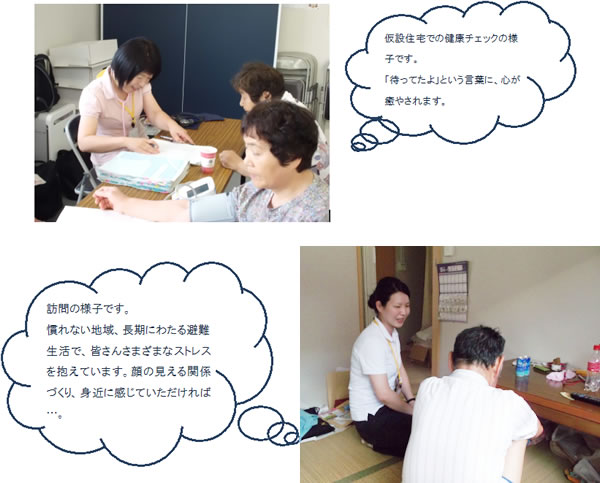 仮設住宅での健康チェックの様
子です。
「待ってたよ」という言葉に、心が
癒やされます。
訪問の様子です。
慣れない地域、長期にわたる避難
生活で、皆さんさまざまなストレス
を抱えています。顔の見える関係
づくり、身近に感じていただければ
…。